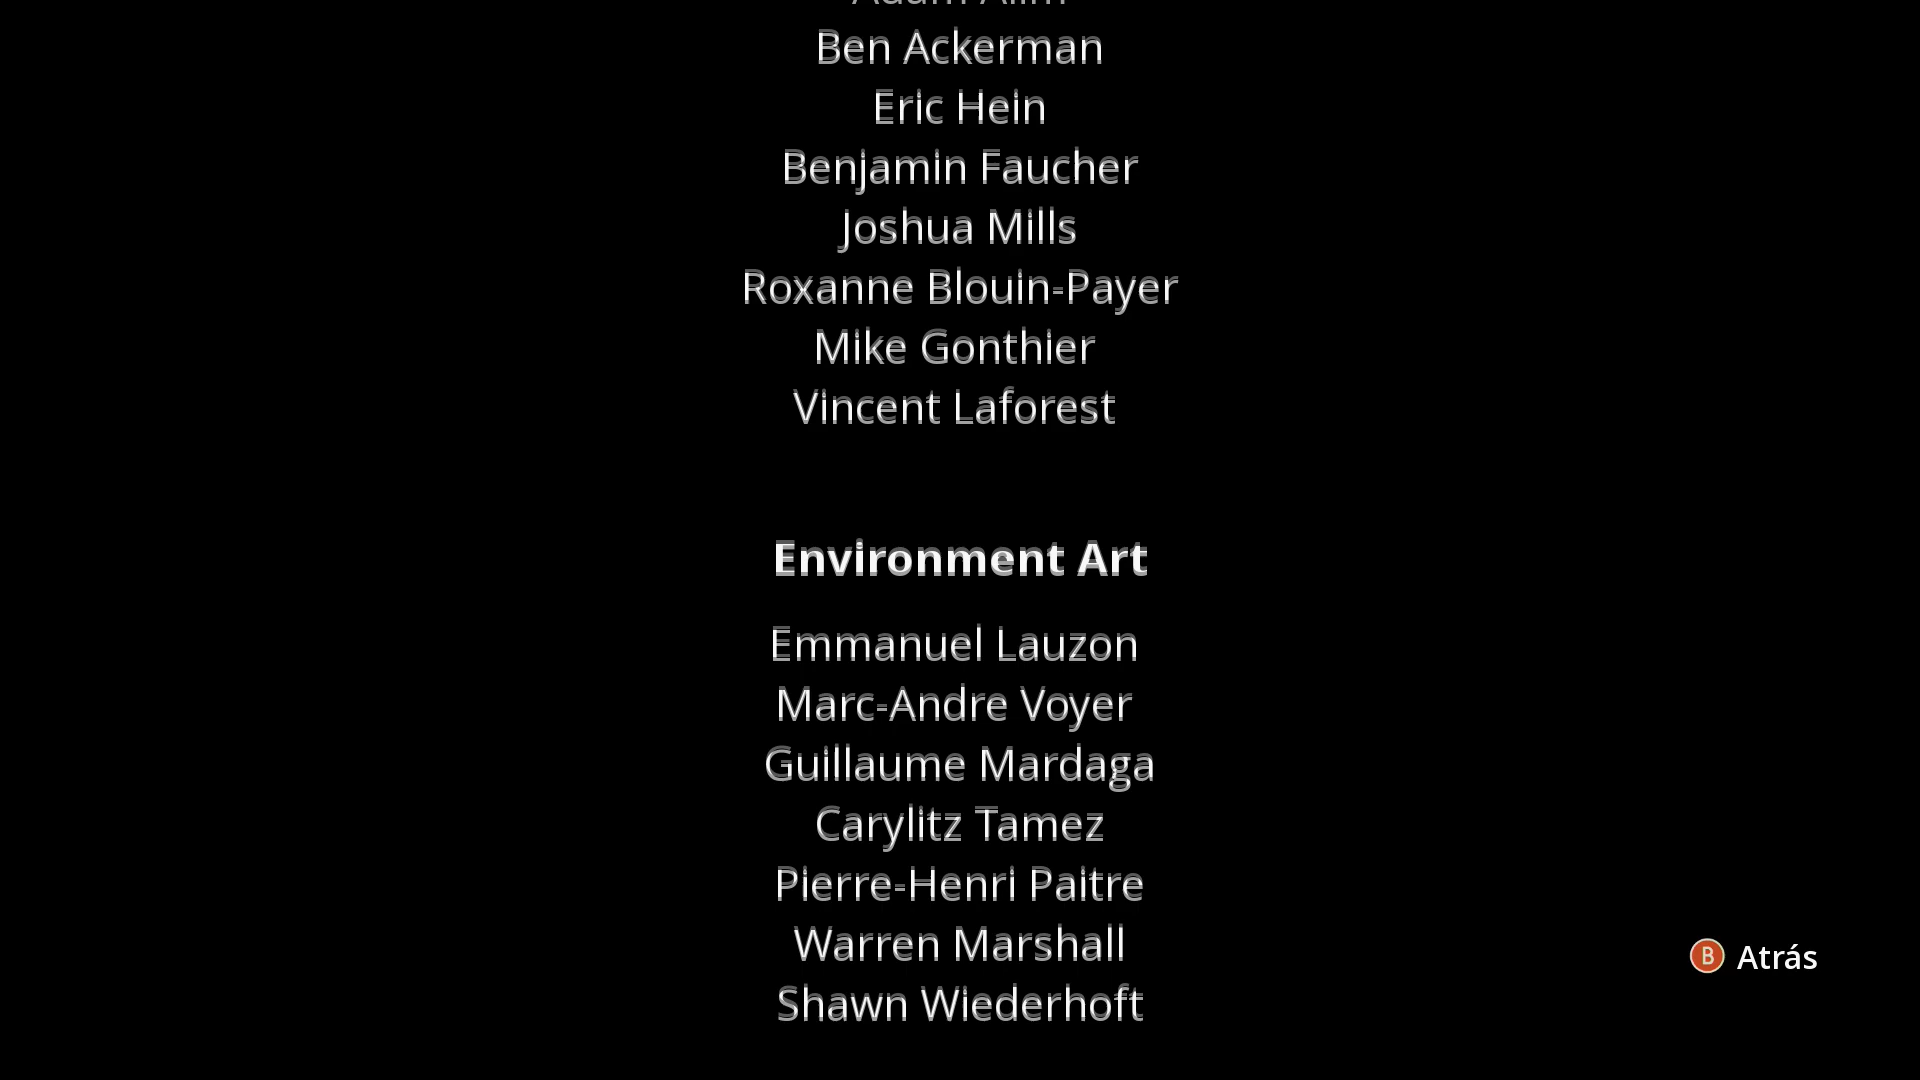 Ben Ackerman
Eric Hein
Benjamin Faucher
Joshua Mills
Roxanne Blouin-Payer
Mike Gonthier
Vincent Laforest
Environment Art
Emmanuel Lauzon
Marc-Andre Voyer
Guillaume Mardaga
Carylitz Tamez
Pierre-Henri Paitre
Warren Marshall
Shawn Wiederhoft
B Atrás